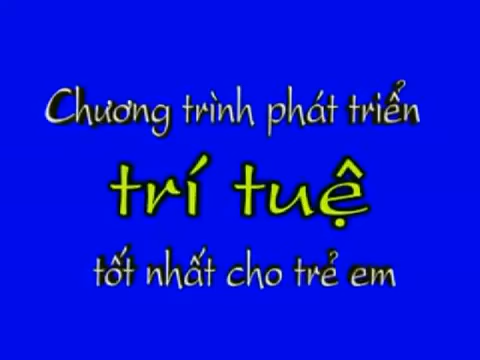 Chương trình phát triển
trí tuệ
tốt nhất cho trẻ em